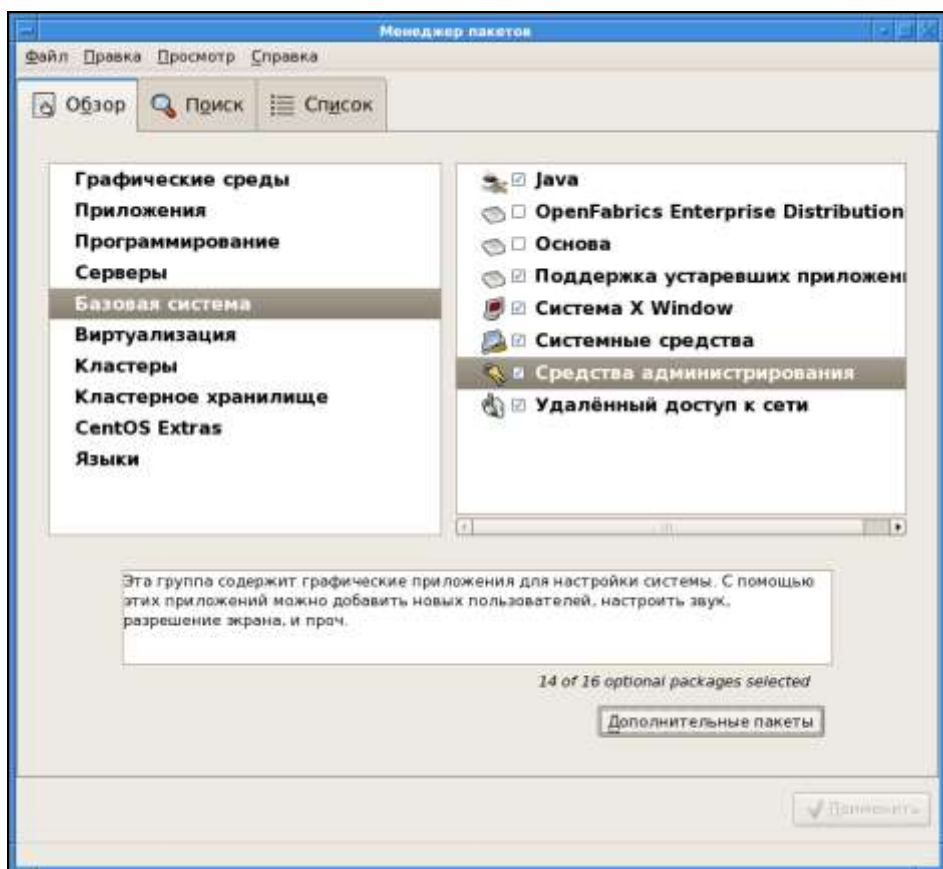 Менеджер пакетов
Файл Правка Просмотр Справка
Обзор Поиск Список
Графические среды
Приложения
Программирование
Серверы
Базовая система
Виртуализация
Кластеры
Кластерное хранилище
CentOS Extras
Языки
Java
OpenFabrics Enterprise Distribution
Основа
Поддержка устаревших приложени
Система X Window
Системные средства
Средства администрирования
Удалённый доступ к сети
Эта группа содержит графические приложения для настройки системы. С помощью
этих приложений можно добавить новых пользователей, настроить звук,
разрешение экрана, и проч.
14 of 16 optional packages selected
Дополнительные пакеты
Применить